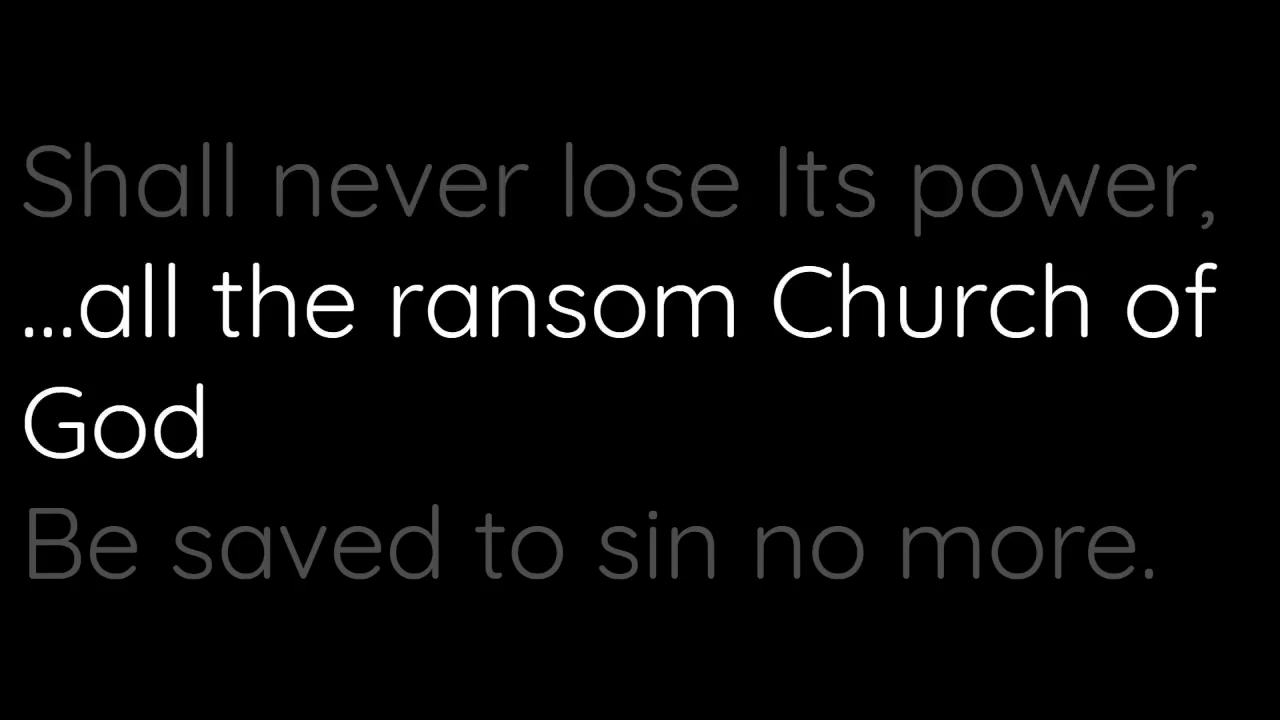 Shall never lose Its power,
...all the ransom Church of
God
Be saved to sin no more.